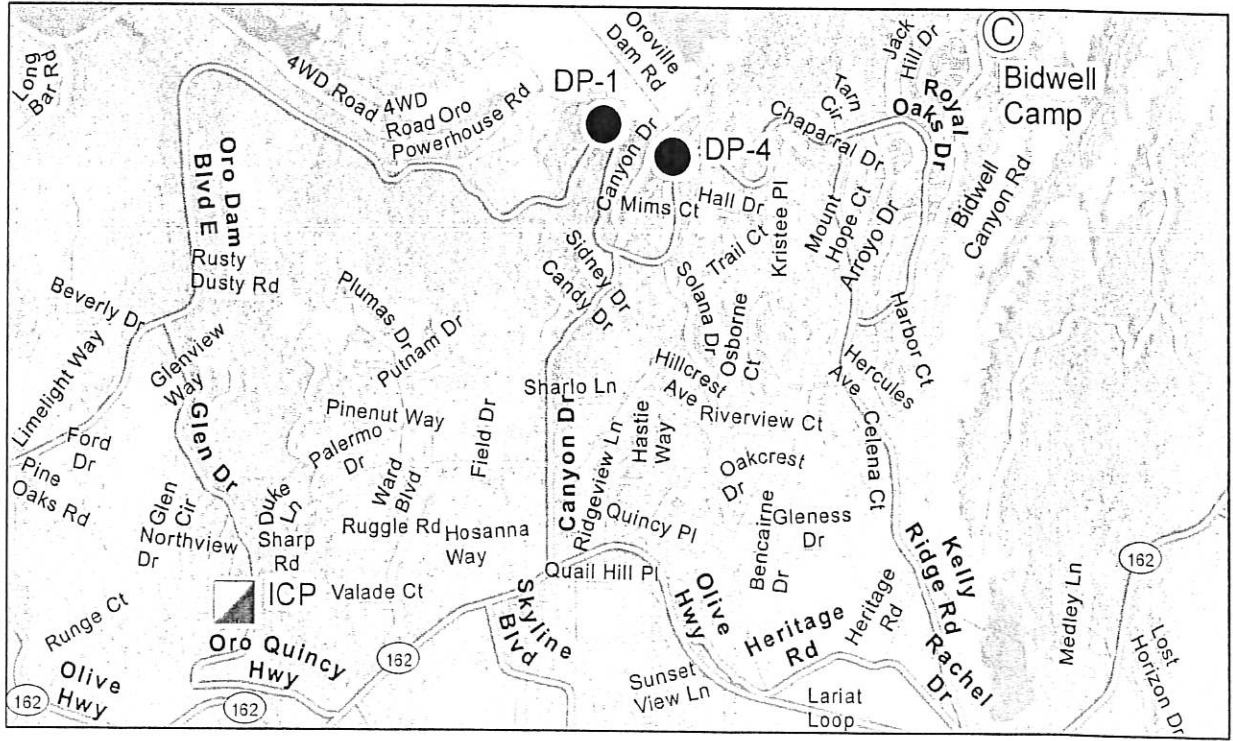 Long
Bar Rd
4WD Road
4WD
Road Oro
Powerhouse Rd
DP-1
Oroville
Dam Rd
Canyon Dr
DP-4
Mims Ct
Hall Dr
Tarn
Cir
Chaparral Dr
Jack
Hill Dr
Royal
Oaks Dr
C
Bidwell
Camp
Bidwell
Canyon Rd
Oro Dam
Blvd E
Rusty
Dusty Rd
Beverly Dr
Limelight Way
Glenview
Way
Glen Dr
Plumas Dr
Putnam Dr
Sidney Dr
Candy Dr
Solana Dr
Trail Ct
Kristee Pl
Osborne
Ct
Mount
Hope Ct
Arroyo Dr
Harbor Ct
Hercules
Ave
Celena Ct
Sharlo Ln
Hillcrest
Ave
Riverview Ct
Pinenut Way
Palermo
Dr
Field Dr
Canyon Dr
Ridgeview Ln
Hastie
Way
Oakcrest
Dr
Ford
Dr
Pine
Oaks Rd
Glen
Cir
Northview
Dr
Duke
Ln
Sharp
Rd
Ward
Blvd
Ruggle Rd
Hosanna
Way
Quincy Pl
Bencairne
Dr
Gleness
Dr
Kelly
Ridge Rd
Rachel
Dr
162
Medley Ln
Lost
Horizon Dr
ICP
Valade Ct
Quail Hill Pl
Skyline
Blvd
Olive
Hwy
Heritage
Rd
Heritage
Rd
Runge Ct
Oro Quincy
Hwy
162
Olive
Hwy
162
162
Sunset
View Ln
Lariat
Loop